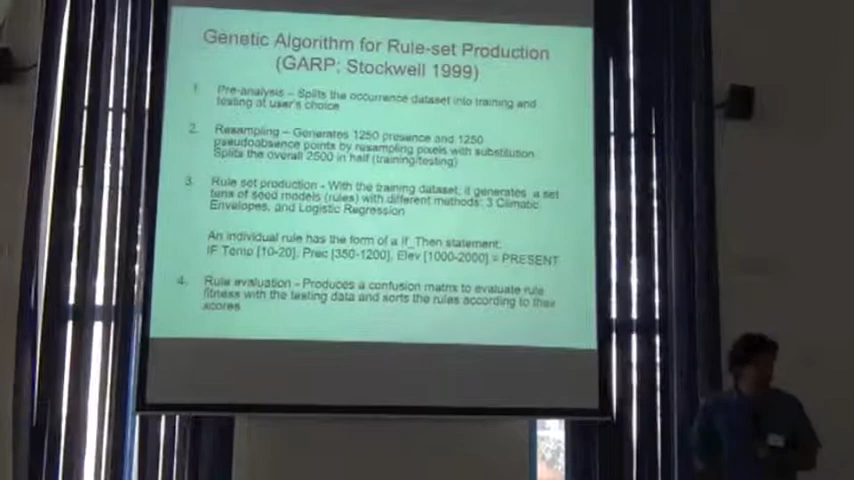 Genetic Algorithm for Rule-set Production
(GARP; Stockwell 1999)
1. Pre-analysis – Splits the occurrence dataset into training and
testing at user's choice
2. Resampling – Generates 1250 presence and 1250
pseudoabsence points by resampling pixels with substitution.
Splits the overall 2500 in half (training/testing)
3. Rule set production - With the training dataset, it generates a set
tens of seed models (rules) with different methods: 3 Climatic
Envelopes, and Logistic Regression
An individual rule has the form of a If_Then statement:
IF Temp [10-20], Prec [350-1200], Elev [1000-2000] = PRESENT
4. Rule evaluation - Produces a confusion matrix to evaluate rule
fitness with the testing data and sorts the rules according to their
scores